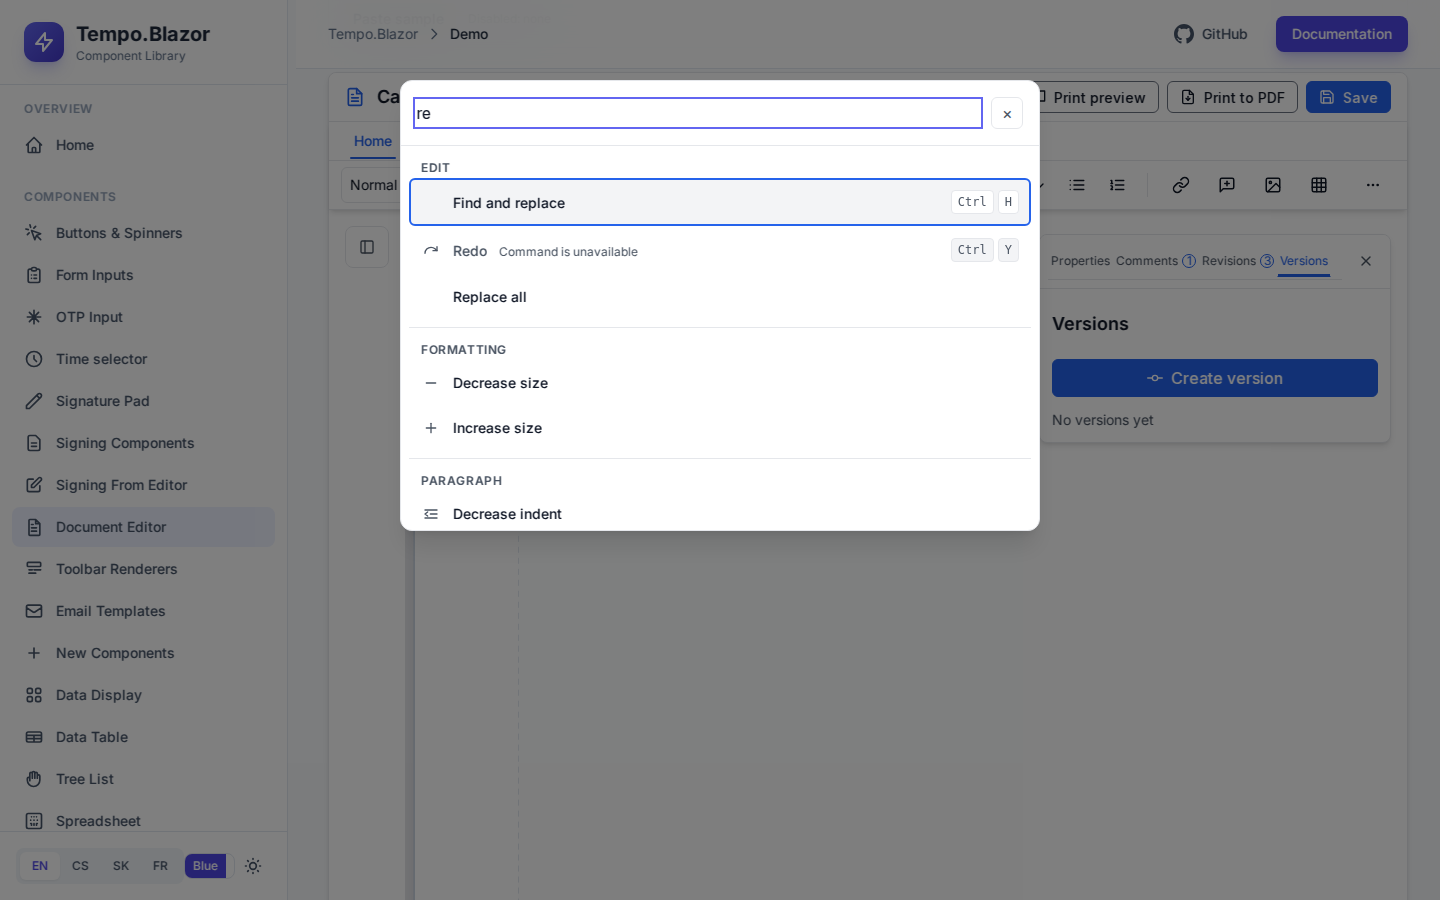 Tempo.Blazor
Component Library
OVERVIEW
Home
COMPONENTS
Buttons & Spinners
Form Inputs
OTP Input
Time selector
Signature Pad
Signing Components
Signing From Editor
Document Editor
Toolbar Renderers
Email Templates
New Components
Data Display
Data Table
Tree List
Spreadsheet
EN CS SK FR Blue
Tempo.Blazor Demo
GitHub
Documentation
Ca
Print preview
Print to PDF
Save
Home
Normal
re
EDIT
Find and replace Ctrl H
Redo Command is unavailable Ctrl Y
Replace all
FORMATTING
Decrease size
Increase size
PARAGRAPH
Decrease indent
Properties Comments 1 Revisions 3 Versions
Versions
Create version
No versions yet